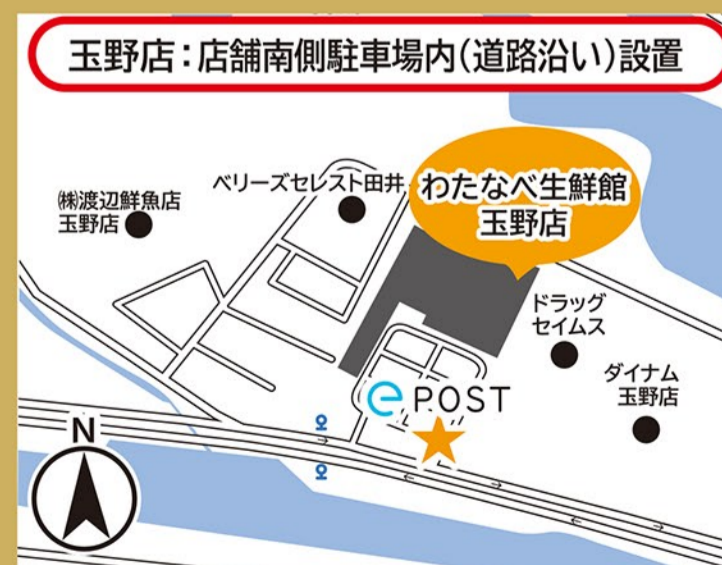 玉野店：店舗南側駐車場内（道路沿い）設置
ベリーズセレスト田井
わたなべ生鮮館
玉野店
㈱渡辺鮮魚店
玉野店
ドラッグ
セイムス
ダイナム
玉野店
e POST
N